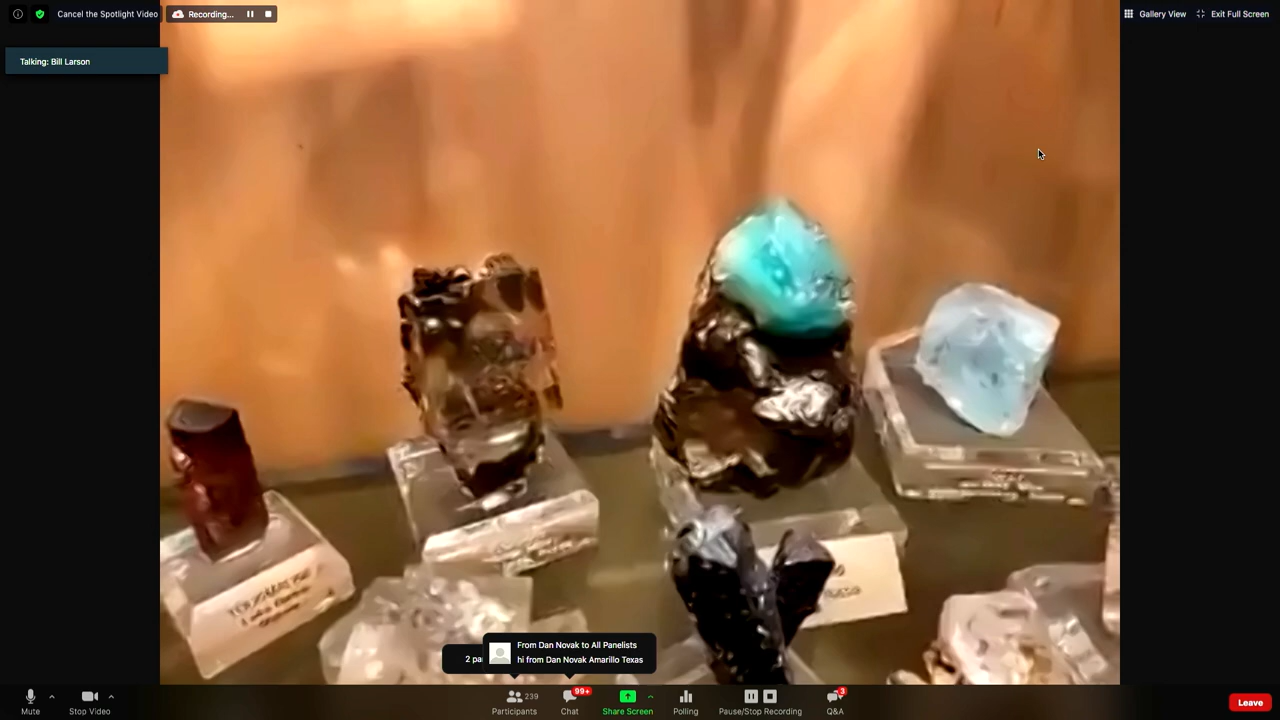 Cancel the Spotlight Video
Recording...
Gallery View
Exit Full Screen
Talking: Bill Larson
From Dan Novak to All Panelists
2 pa
hi from Dan Novak Amarillo Texas
239
99+
3
Mute
Stop Video
Participants
Chat
Share Screen
Polling
Pause/Stop Recording
Q&A
Leave